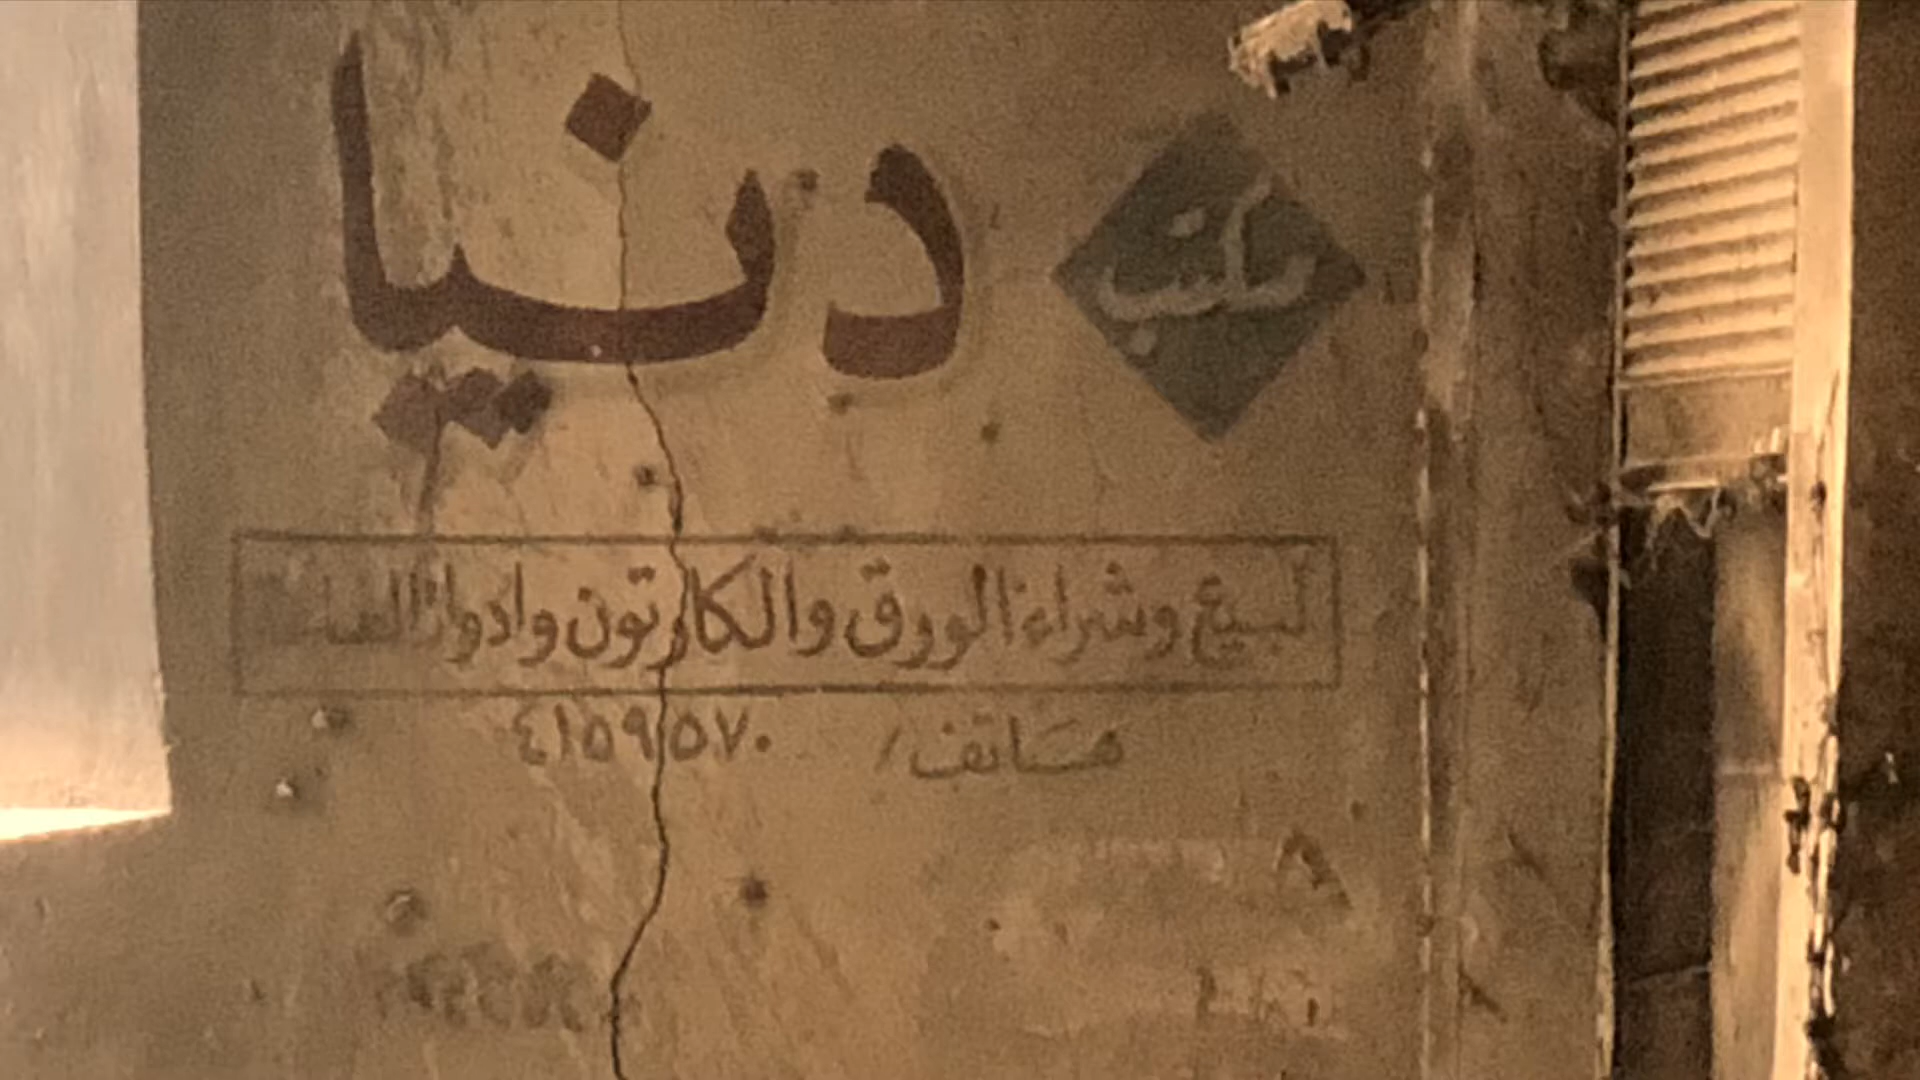 مكتب دنيا
لبيع وشراء الورق والكارتون وادوات
هاتف/ ٤١٥٩٥٧٠